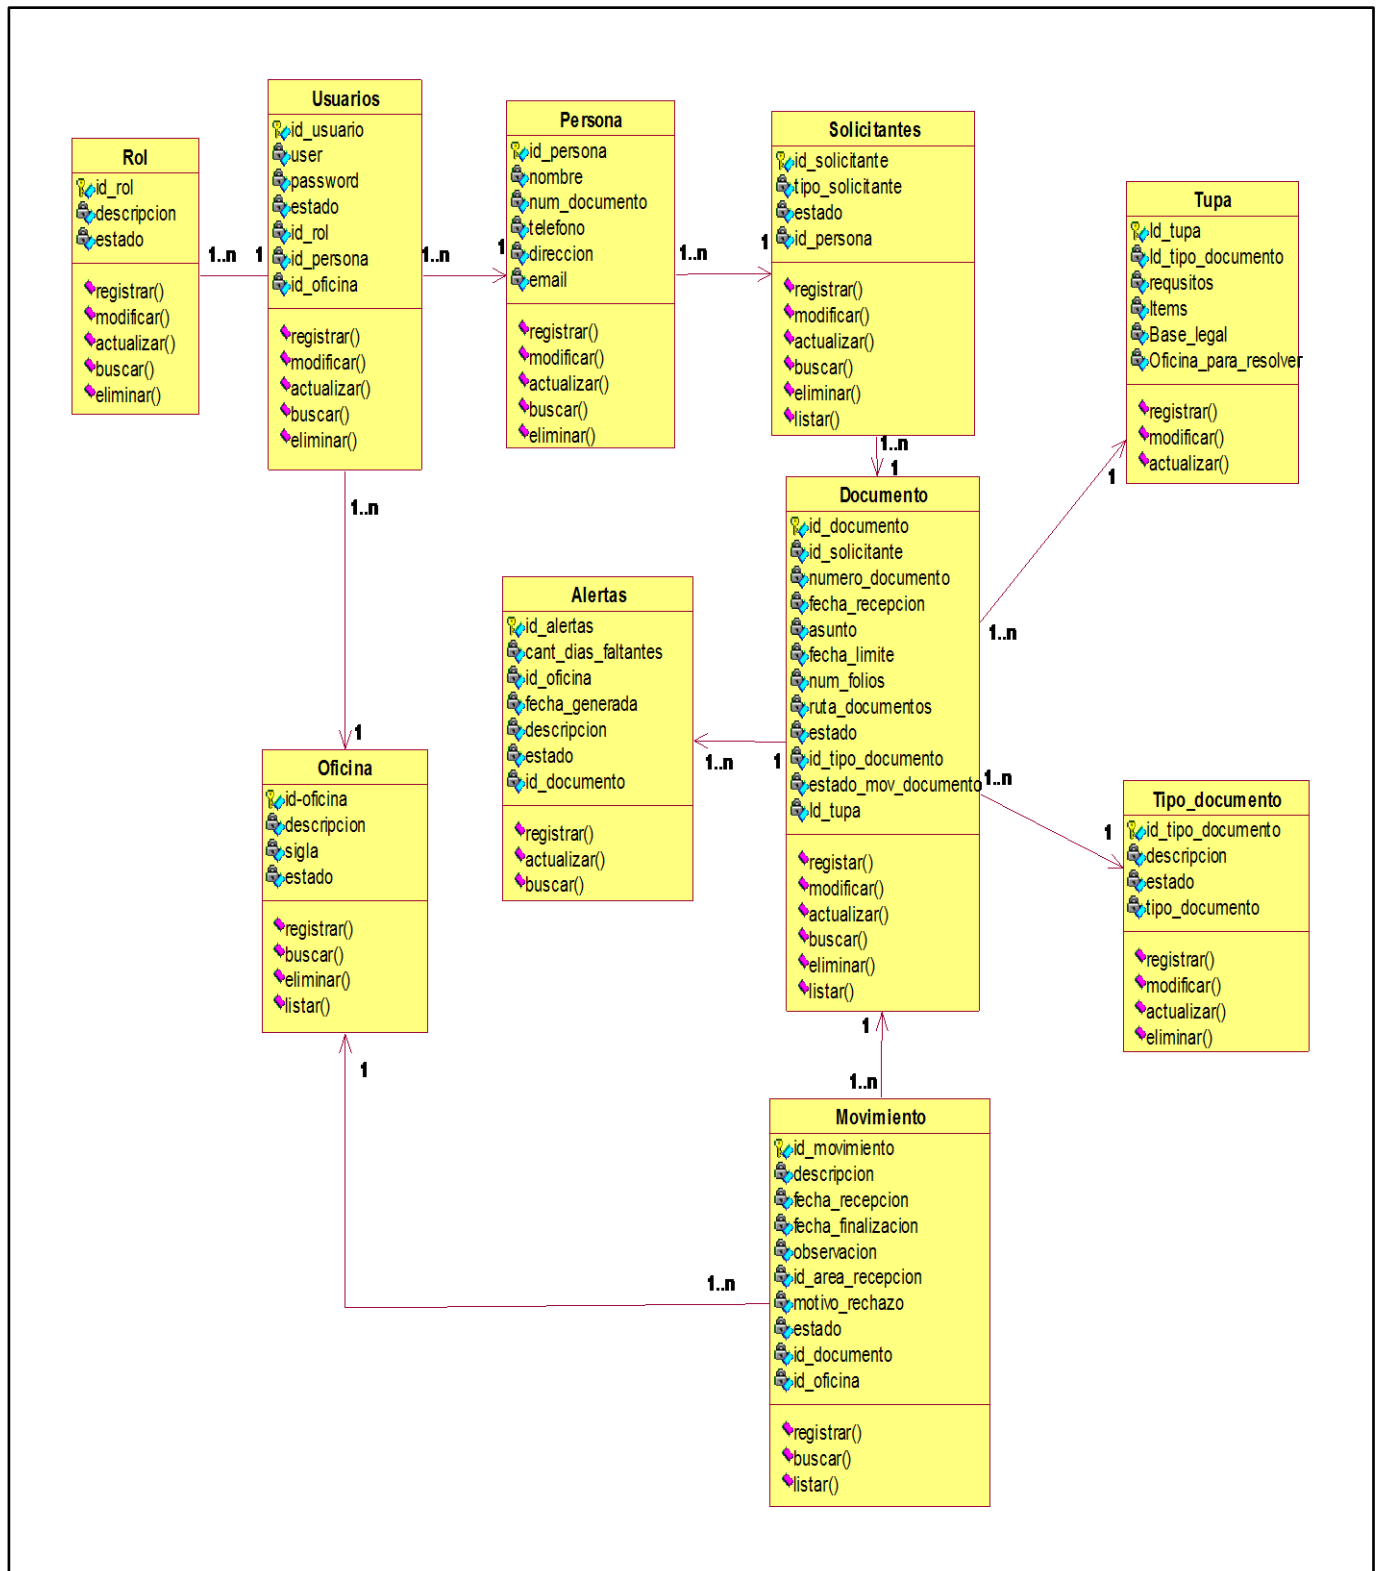 Rol
id_rol
descripcion
estado
registrar()
modificar()
actualizar()
buscar()
eliminar()
1..n
1
Usuarios
id_usuario
user
password
estado
id_rol
id_persona
id_oficina
registrar()
modificar()
actualizar()
buscar()
eliminar()
1..n
1
Persona
id_persona
nombre
num_documento
telefono
direccion
email
registrar()
modificar()
actualizar()
buscar()
eliminar()
1..n
1
Solicitantes
id_solicitante
tipo_solicitante
estado
id_persona
registrar()
modificar()
actualizar()
buscar()
eliminar()
listar()
1..n
1
Tupa
Id_tupa
Id_tipo_documento
requsitos
Items
Base_legal
Oficina_para_resolver
registrar()
modificar()
actualizar()
1
1..n
Documento
id_documento
id_solicitante
numero_documento
fecha_recepcion
asunto
fecha_limite
num_folios
ruta_documentos
estado
id_tipo_documento
estado_mov_documento
Id_tupa
registar()
modificar()
actualizar()
buscar()
eliminar()
listar()
1..n
1
Alertas
id_alertas
cant_dias_faltantes
id_oficina
fecha_generada
descripcion
estado
id_documento
registrar()
actualizar()
buscar()
1..n
1
1..n
1
Oficina
id-oficina
descripcion
sigla
estado
registrar()
buscar()
eliminar()
listar()
1
Tipo_documento
id_tipo_documento
descripcion
estado
tipo_documento
registrar()
modificar()
actualizar()
eliminar()
1
1..n
Movimiento
id_movimiento
descripcion
fecha_recepcion
fecha_finalizacion
observacion
id_area_recepcion
motivo_rechazo
estado
id_documento
id_oficina
registrar()
buscar()
listar()
1..n